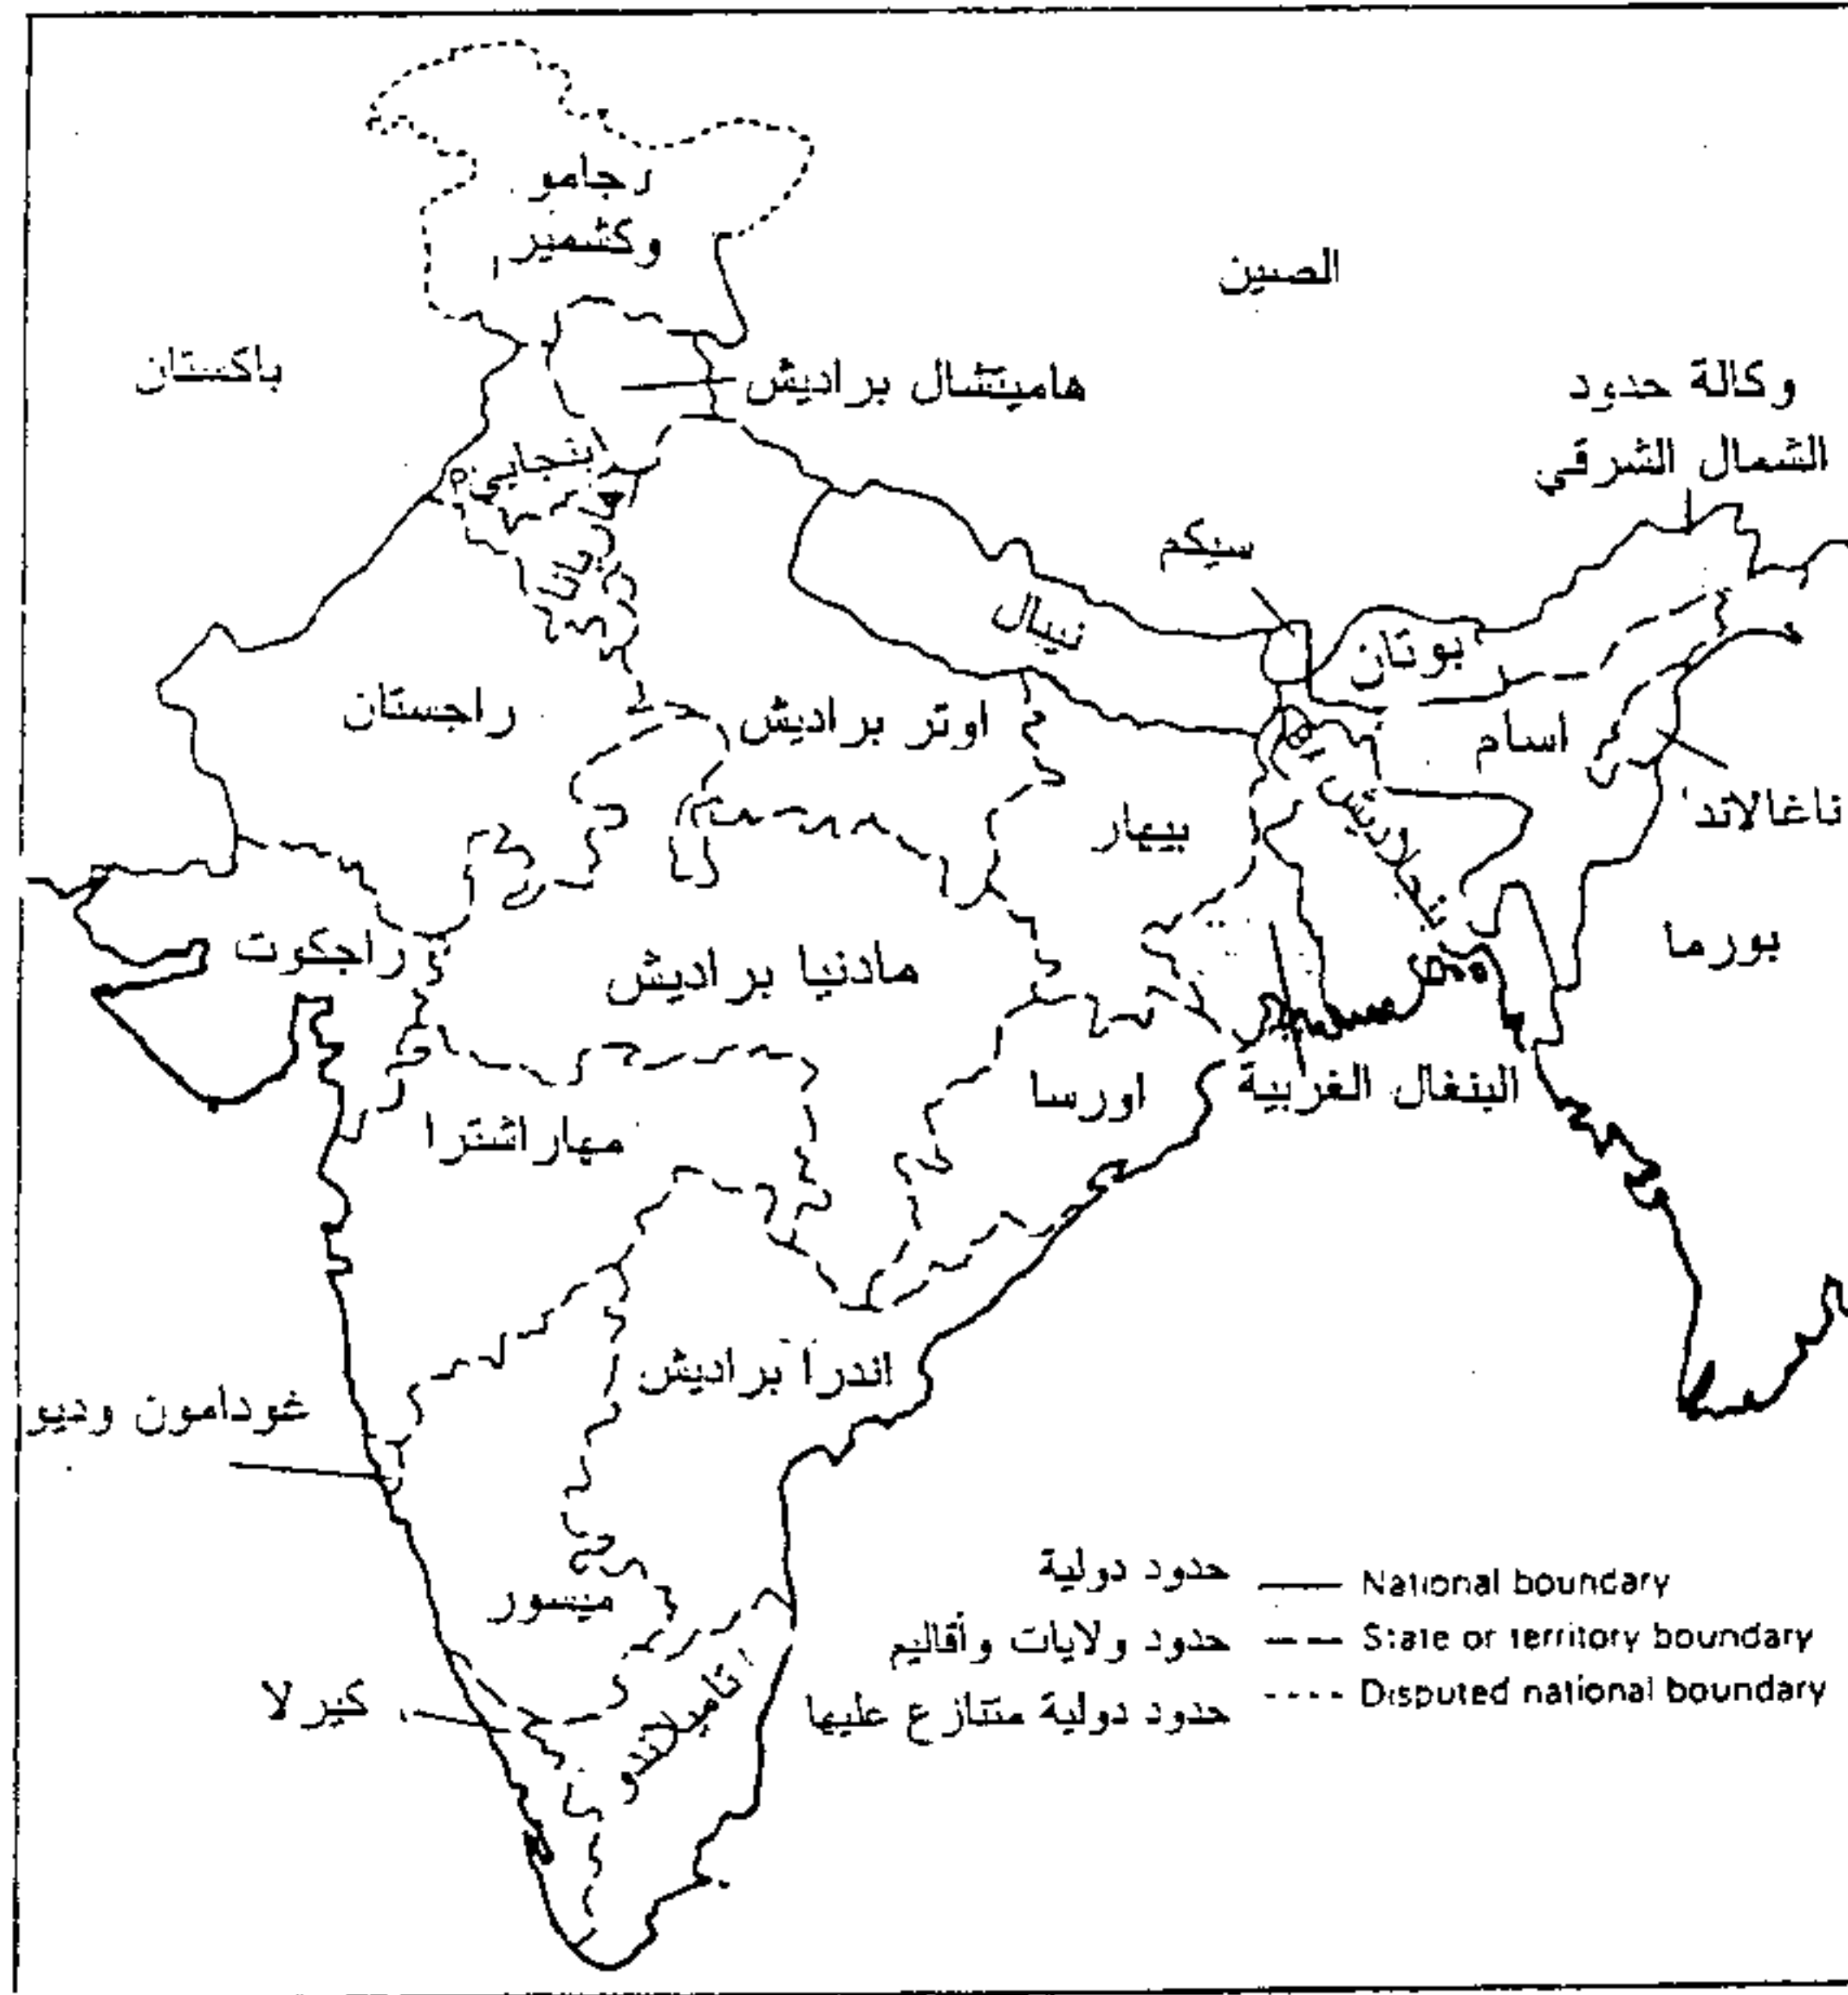 رجامو
وكشمير
الصين
باكستان
هاميتشال براديش
وكالة حدود
الشمال الشرقي
بنجابي
سيكم
نيبال
بوتان
راجستان
اوتر براديش
اسام
ناغالاند
بيهار
بورما
راجكوت
مادنيا براديش
اورسا
البنغال الغربية
مهاراشترا
اندرا براديش
غودامون وديو
ميسور
تاميلاندو
كيرلا
حدود دولية National boundary
حدود ولايات وأقاليم State or territory boundary
حدود دولية متنازع عليها Disputed national boundary